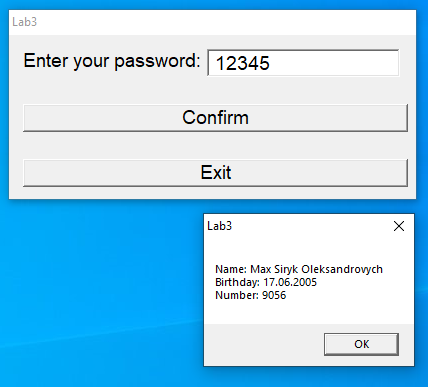 Lab3
Enter your password: 12345
Confirm
Exit
Lab3
Name: Max Siryk Oleksandrovych
Birthday: 17.06.2005
Number: 9056
OK